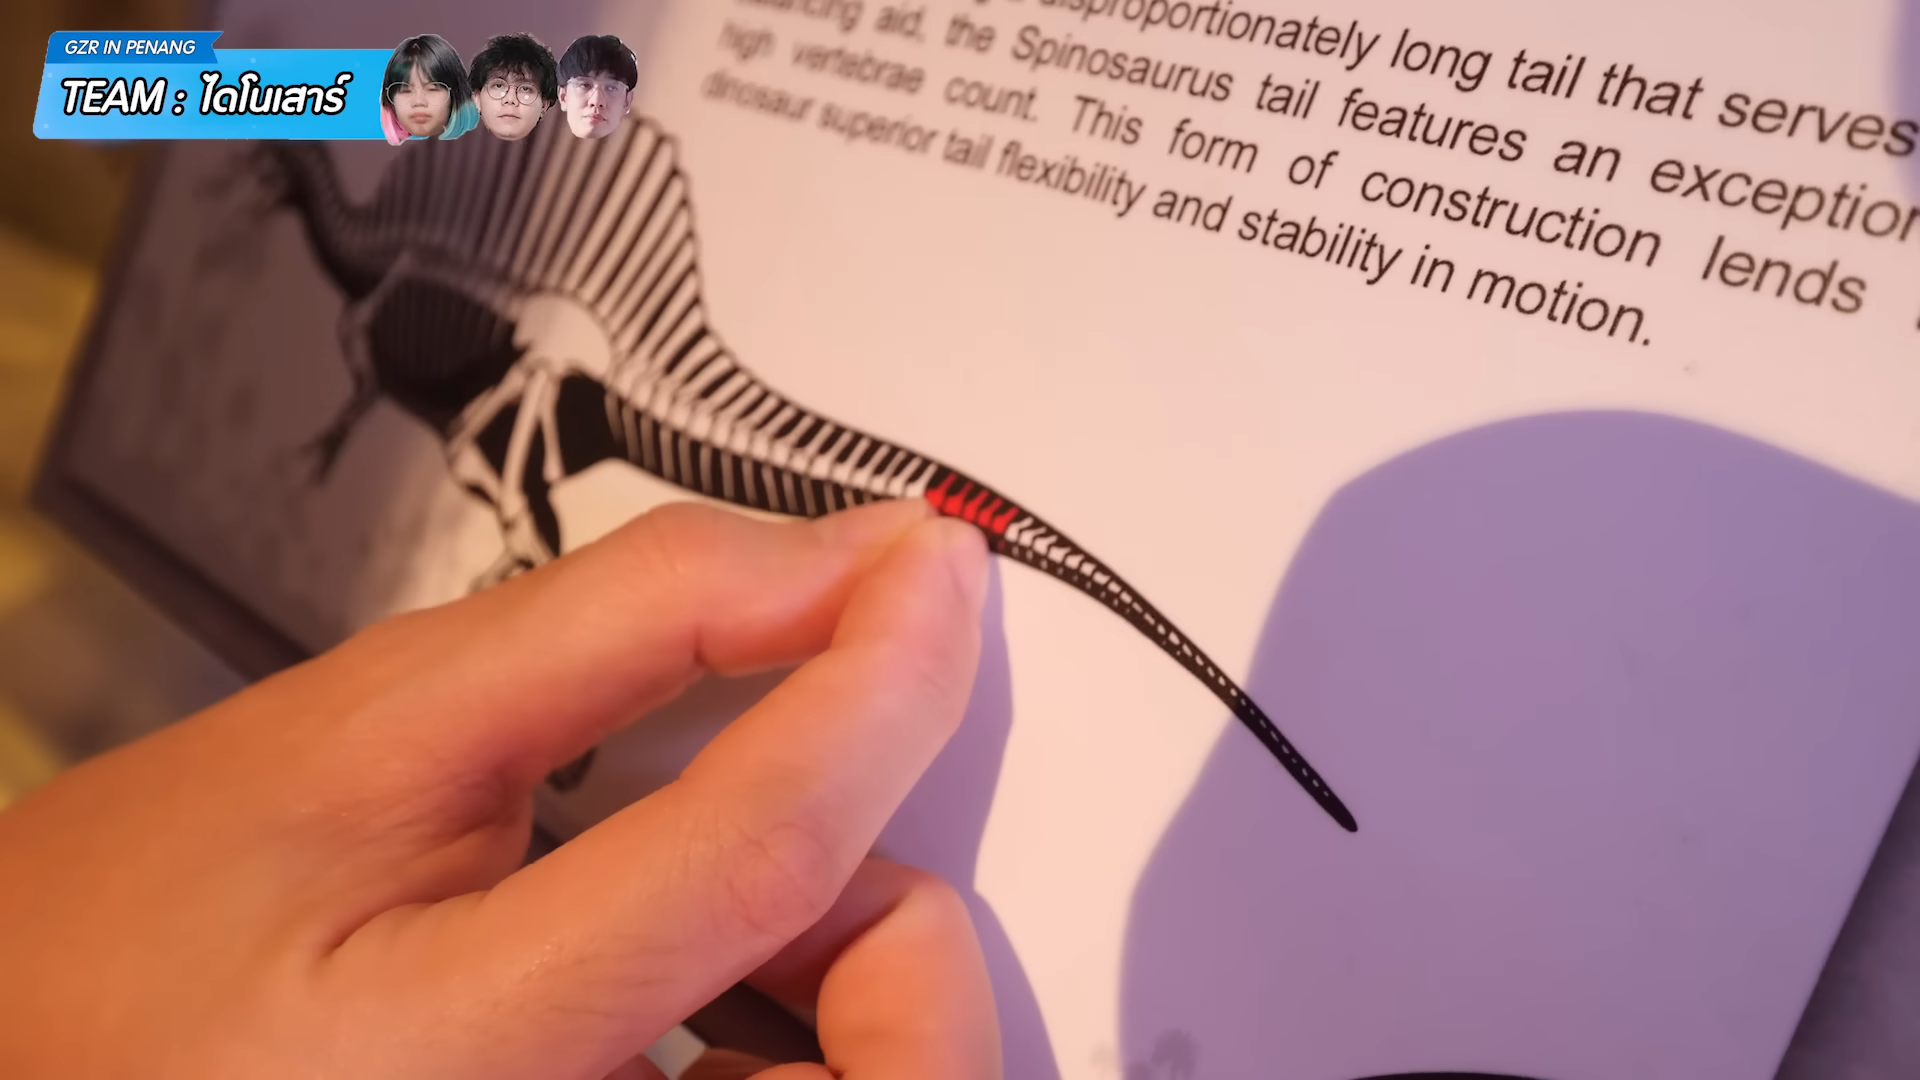 GZR IN PENANG
TEAM : ไดโนเสาร์
disproportionately long tail that serves
balancing aid, the Spinosaurus tail features an
high vertebrae count. This form of construction lends
dinosaur superior tail flexibility and stability in motion.